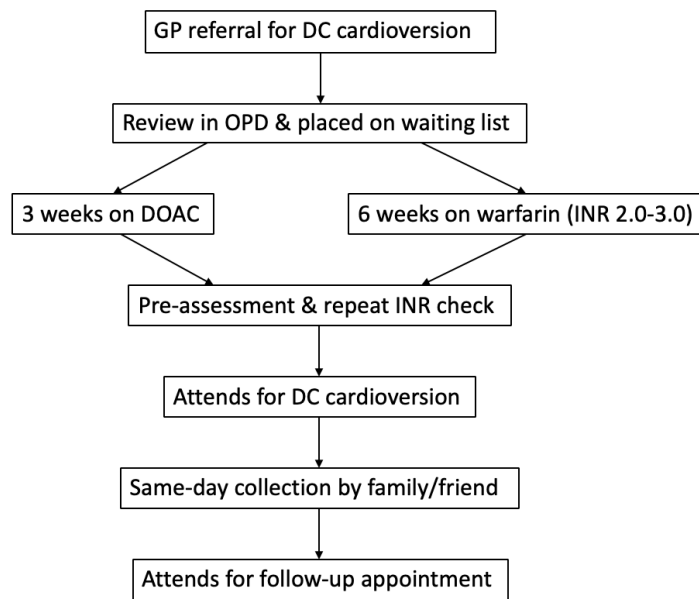 GP referral for DC cardioversion
Review in OPD & placed on waiting list
3 weeks on DOAC
6 weeks on warfarin (INR 2.0-3.0)
Pre-assessment & repeat INR check
Attends for DC cardioversion
Same-day collection by family/friend
Attends for follow-up appointment